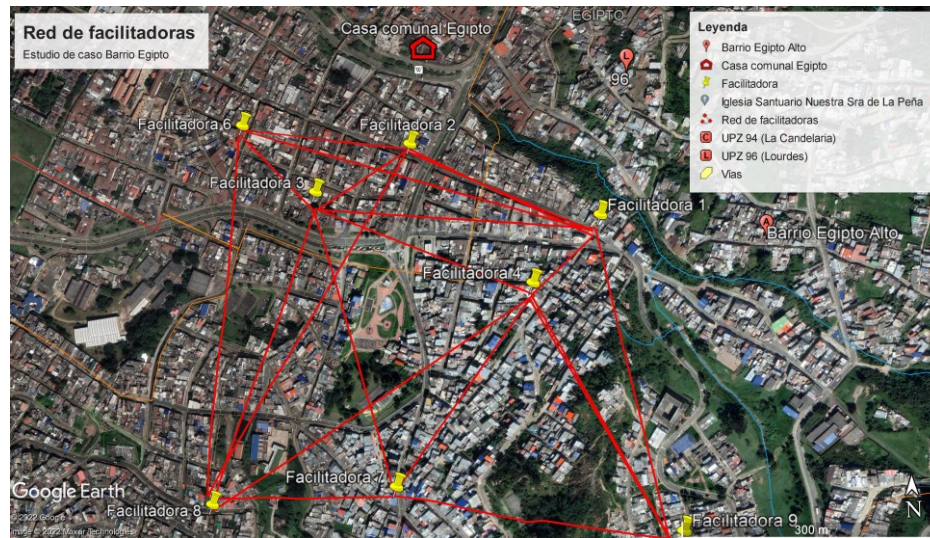 Red de facilitadoras
Estudio de caso Barrio Egipto
EGIPTO
Casa comunal Egipto
L
96
Leyenda
Barrio Egipto Alto
Casa comunal Egipto
Facilitadora
Iglesia Santuario Nuestra Sra de La Peña
Red de facilitadoras
C UPZ 94 (La Candelaria)
L UPZ 96 (Lourdes)
Vías
Facilitadora 6
Facilitadora 2
Facilitadora 3
Facilitadora 1
A
Barrio Egipto Alto
Facilitadora 4
Facilitadora 7
Google Earth
Facilitadora 8
Facilitadora 9
© 2022 Google
Image © 2022 Maxar Technologies
300 m
N